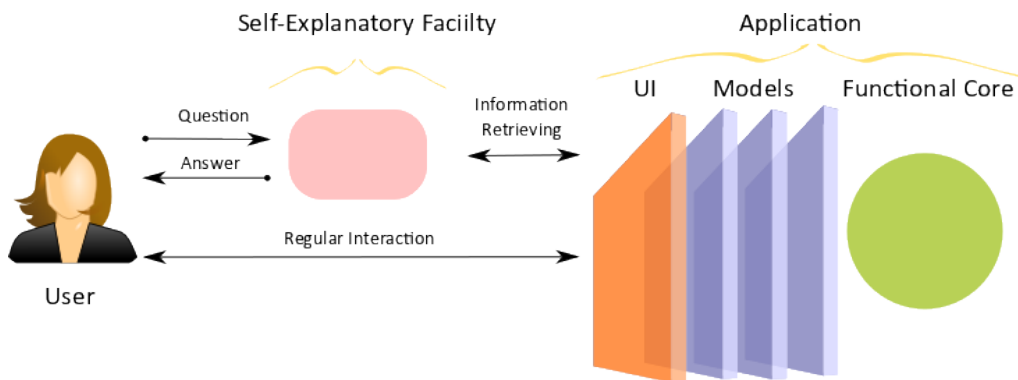 Self-Explanatory Faciilty
Application
UI
Models
Functional Core
Question
Information
Retrieving
Answer
Regular Interaction
User